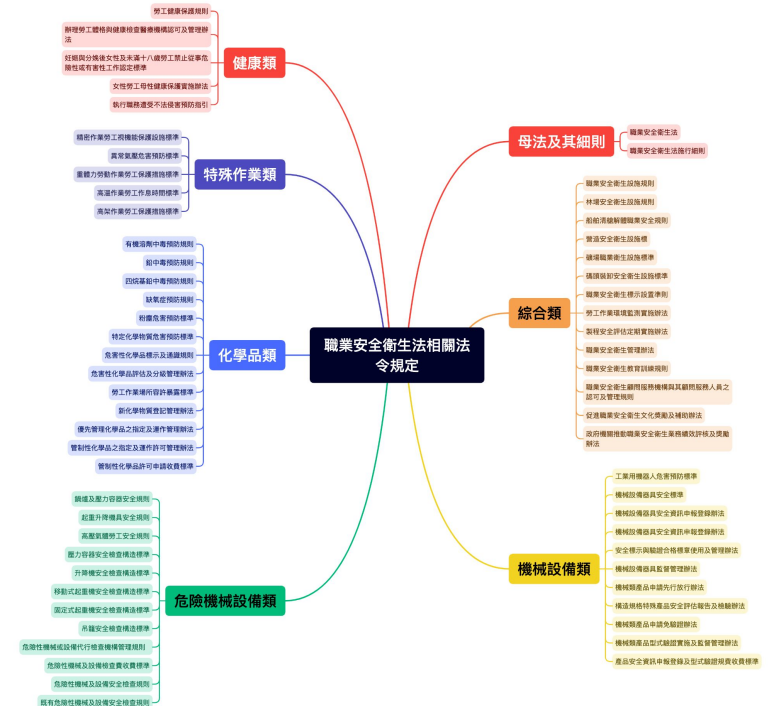 職業安全衛生法相關法
令規定
健康類
勞工健康保護規則
辦理勞工體格與健康檢查醫療機構認可及管理辦
法
妊娠與分娩後女性及未滿十八歲勞工禁止從事危
險性或有害性工作認定標準
女性勞工母性健康保護實施辦法
執行職務遭受不法侵害預防指引
特殊作業類
精密作業勞工視機能保護設施標準
異常氣壓危害預防標準
重體力勞動作業勞工保護措施標準
高溫作業勞工作息時間標準
高架作業勞工保護措施標準
化學品類
有機溶劑中毒預防規則
鉛中毒預防規則
四烷基鉛中毒預防規則
缺氧症預防規則
粉塵危害預防標準
特定化學物質危害預防標準
危害性化學品標示及通識規則
危害性化學品評估及分級管理辦法
勞工作業場所容許暴露標準
新化學物質登記管理辦法
優先管理化學品之指定及運作管理辦法
管制性化學品之指定及運作許可管理辦法
管制性化學品許可申請收費標準
危險機械設備類
鍋爐及壓力容器安全規則
起重升降機具安全規則
高壓氣體勞工安全規則
壓力容器安全檢查構造標準
升降機安全檢查構造標準
移動式起重機安全檢查構造標準
固定式起重機安全檢查構造標準
吊籠安全檢查構造標準
危險性機械或設備代行檢查機構管理規則
危險性機械及設備檢查費收費標準
危險性機械及設備安全檢查規則
既有危險性機械及設備安全檢查規則
母法及其細則
職業安全衛生法
職業安全衛生法施行細則
綜合類
職業安全衛生設施規則
林場安全衛生設施規則
船舶清艙解體職業安全規則
營造安全衛生設施標
礦場職業衛生設施標準
碼頭裝卸安全衛生設施標準
職業安全衛生標示設置準則
勞工作業環境監測實施辦法
製程安全評估定期實施辦法
職業安全衛生管理辦法
職業安全衛生教育訓練規則
職業安全衛生顧問服務機構與其顧問服務人員之
認可及管理規則
促進職業安全衛生文化獎勵及補助辦法
政府機關推動職業安全衛生業務績效評核及獎勵
辦法
機械設備類
工業用機器人危害預防標準
機械設備器具安全標準
機械設備器具安全資訊申報登錄辦法
機械設備器具安全資訊申報登錄辦法
安全標示與驗證合格標章使用及管理辦法
機械設備器具監督管理辦法
機械類產品申請先行放行辦法
構造規格特殊產品安全評估報告及檢驗辦法
機械類產品申請免驗證辦法
機械類產品型式驗證實施及監督管理辦法
產品安全資訊申報登錄及型式驗證規費收費標準